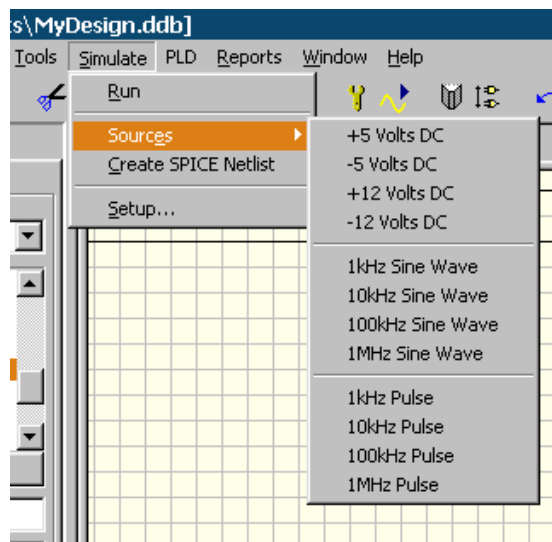 s\MyDesign.ddb]
Tools Simulate PLD Reports Window Help
Run
Sources
Create SPICE Netlist
Setup...
+5 Volts DC
-5 Volts DC
+12 Volts DC
-12 Volts DC
1kHz Sine Wave
10kHz Sine Wave
100kHz Sine Wave
1MHz Sine Wave
1kHz Pulse
10kHz Pulse
100kHz Pulse
1MHz Pulse